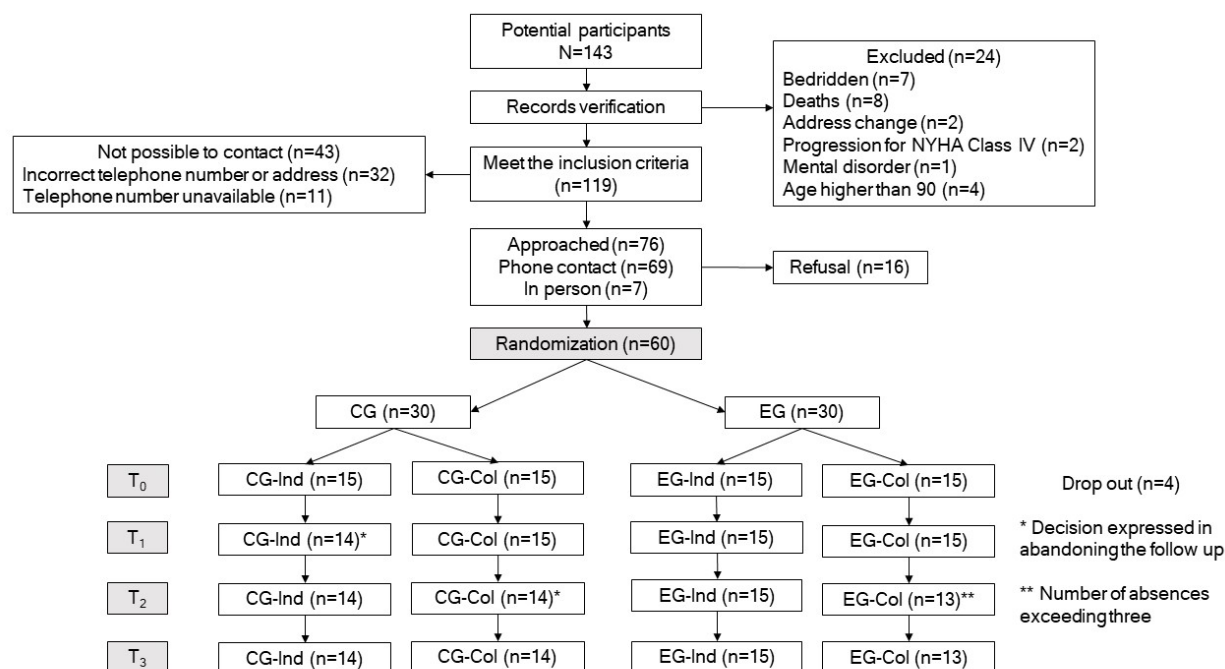 Potential participants
N=143
Excluded (n=24)
Bedridden (n=7)
Deaths (n=8)
Address change (n=2)
Progression for NYHA Class IV (n=2)
Mental disorder (n=1)
Age higher than 90 (n=4)
Records verification
Not possible to contact (n=43)
Incorrect telephone number or address (n=32)
Telephone number unavailable (n=11)
Meet the inclusion criteria
(n=119)
Approached (n=76)
Phone contact (n=69)
In person (n=7)
Refusal (n=16)
Randomization (n=60)
CG (n=30)
EG (n=30)
T0
CG-Ind (n=15)
CG-Col (n=15)
EG-Ind (n=15)
EG-Col (n=15)
Drop out (n=4)
T1
CG-Ind (n=14)*
CG-Col (n=15)
EG-Ind (n=15)
EG-Col (n=15)
* Decision expressed in
abandoning the follow up
T2
CG-Ind (n=14)
CG-Col (n=14)*
EG-Ind (n=15)
EG-Col (n=13)**
** Number of absences
exceeding three
T3
CG-Ind (n=14)
CG-Col (n=14)
EG-Ind (n=15)
EG-Col (n=13)